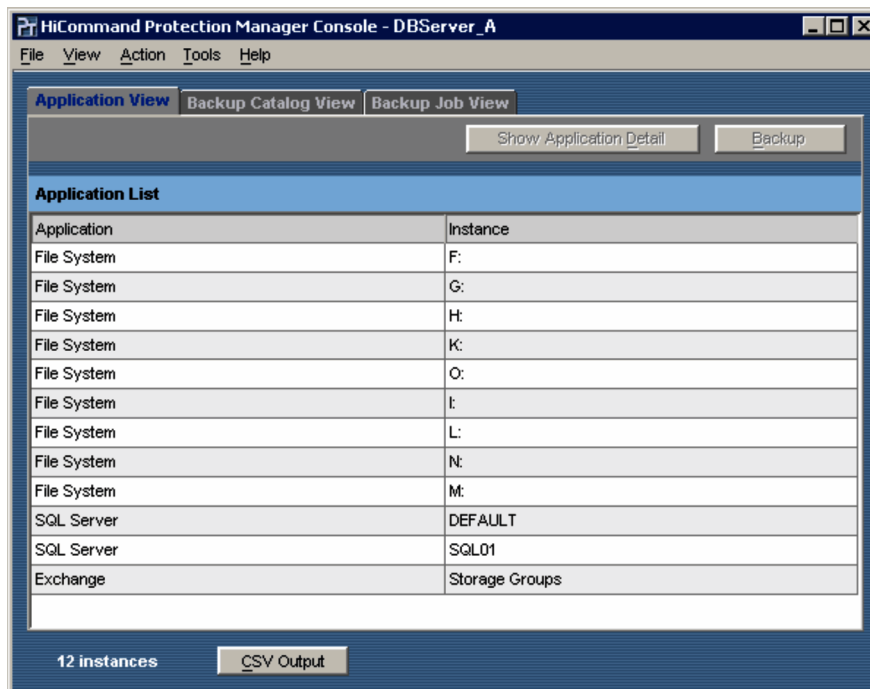 HiCommand Protection Manager Console - DBServer_A
File View Action Tools Help
Application View Backup Catalog View Backup Job View
Show Application Detail Backup
Application List
Application Instance
File System F:
File System G:
File System H:
File System K:
File System O:
File System I:
File System L:
File System N:
File System M:
SQL Server DEFAULT
SQL Server SQL01
Exchange Storage Groups
12 instances CSV Output